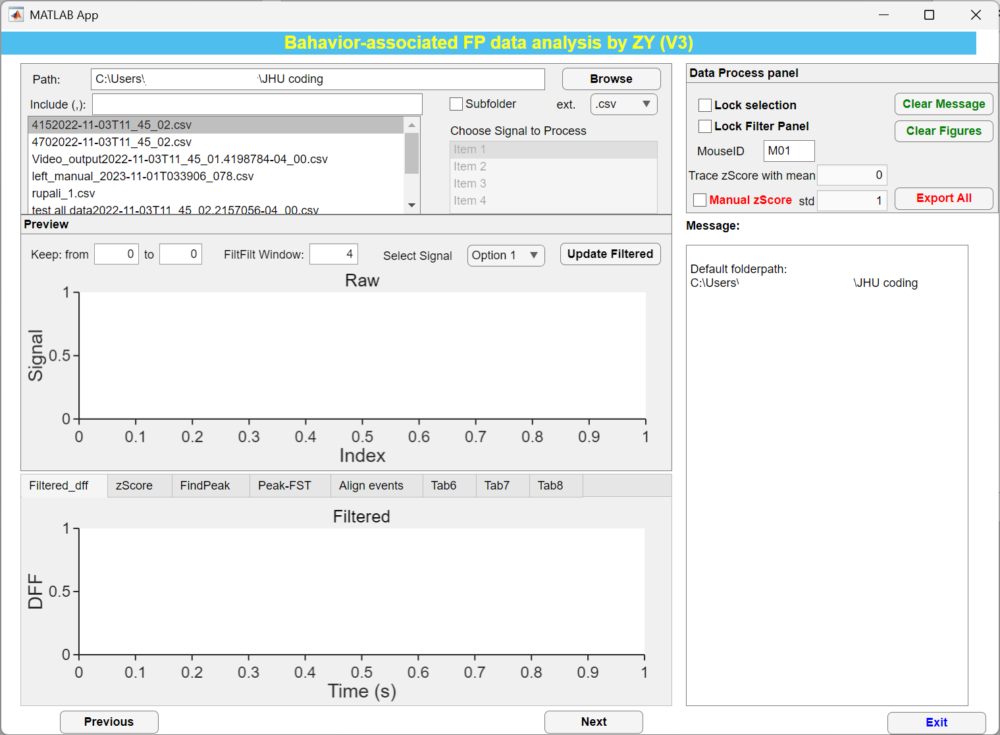 MATLAB App
Bahavior-associated FP data analysis by ZY (V3)
Path:
C:\Users\
\JHU coding
Browse
Include (,):
Subfolder
ext.
.csv
4152022-11-03T11_45_02.csv
4702022-11-03T11_45_02.csv
Video_output2022-11-03T11_45_01.4198784-04_00.csv
left_manual_2023-11-01T033906_078.csv
rupali_1.csv
test all data2022-11-03T11_45_02.2157056-04_00.csv
Choose Signal to Process
Item 1
Item 2
Item 3
Item 4
Data Process panel
Lock selection
Clear Message
Lock Filter Panel
Clear Figures
MouseID
M01
Trace zScore with mean
0
Manual zScore
std
1
Export All
Preview
Keep: from
0
to
0
FiltFilt Window:
4
Select Signal
Option 1
Update Filtered
Raw
Signal
1
0.5
0
0 0.1 0.2 0.3 0.4 0.5 0.6 0.7 0.8 0.9 1
Index
Message:
Default folderpath:
C:\Users\
\JHU coding
Filtered_dff
zScore
FindPeak
Peak-FST
Align events
Tab6
Tab7
Tab8
Filtered
DFF
1
0.5
0
0 0.1 0.2 0.3 0.4 0.5 0.6 0.7 0.8 0.9 1
Time (s)
Previous
Next
Exit